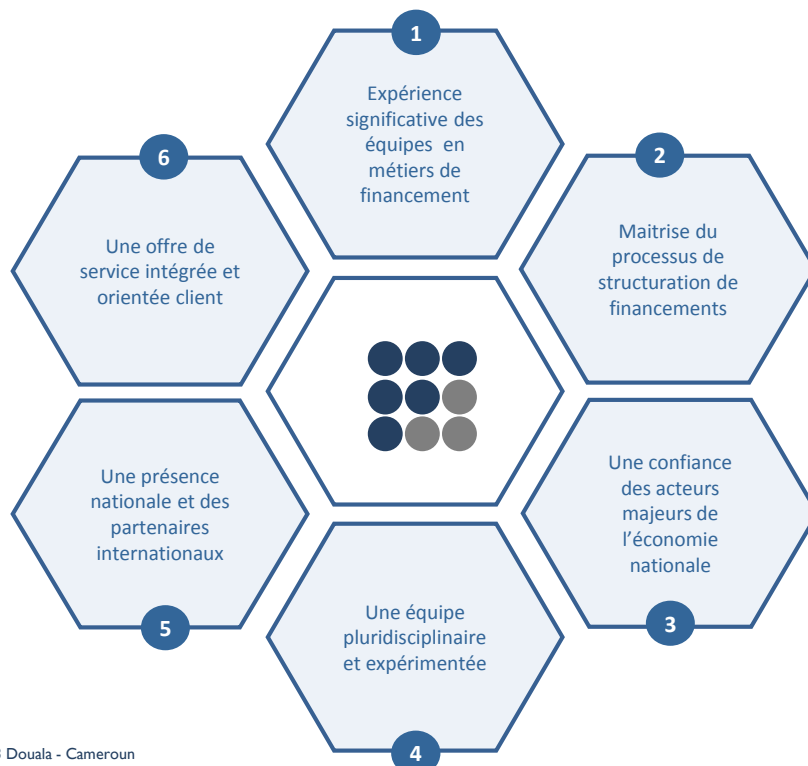 1
Expérience
significative des
équipes en
métiers de
financement
2
Maitrise du
processus de
structuration de
financements
3
Une confiance
des acteurs
majeurs de
l’économie
nationale
4
Une équipe
pluridisciplinaire
et expérimentée
5
Une présence
nationale et des
partenaires
internationaux
6
Une offre de
service intégrée et
orientée client
Douala - Cameroun